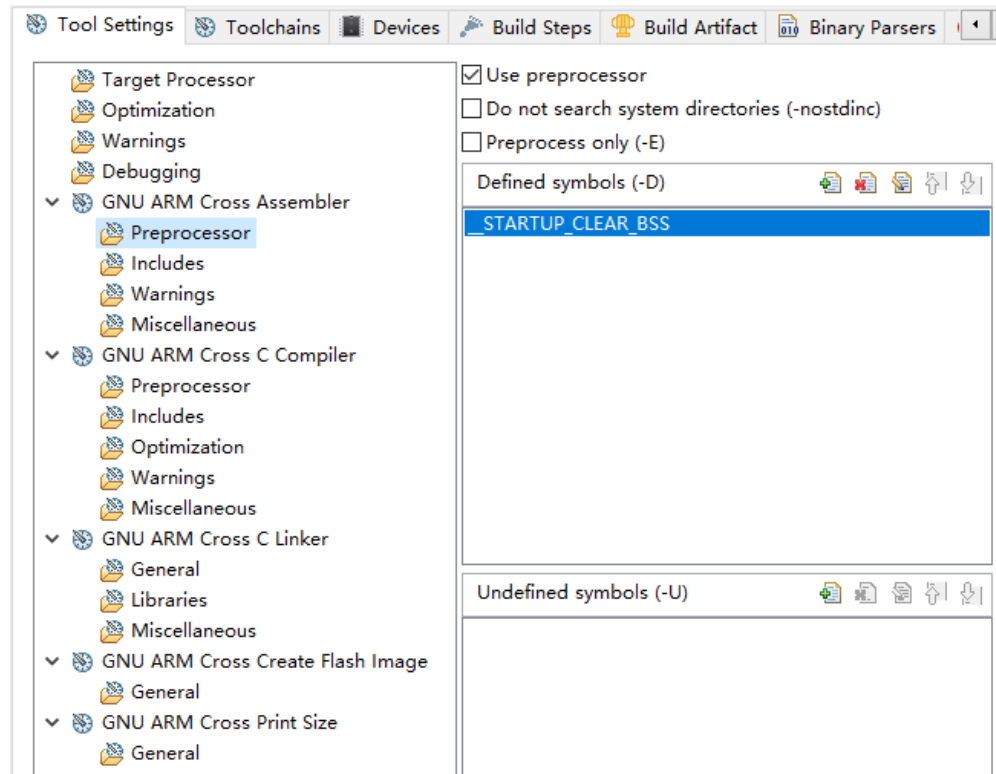 Tool Settings Toolchains Devices Build Steps Build Artifact Binary Parsers
Target Processor
Optimization
Warnings
Debugging
GNU ARM Cross Assembler
Preprocessor
Includes
Warnings
Miscellaneous
GNU ARM Cross C Compiler
Preprocessor
Includes
Optimization
Warnings
Miscellaneous
GNU ARM Cross C Linker
General
Libraries
Miscellaneous
GNU ARM Cross Create Flash Image
General
GNU ARM Cross Print Size
General
Use preprocessor
Do not search system directories (-nostdinc)
Preprocess only (-E)
Defined symbols (-D)
__STARTUP_CLEAR_BSS
Undefined symbols (-U)